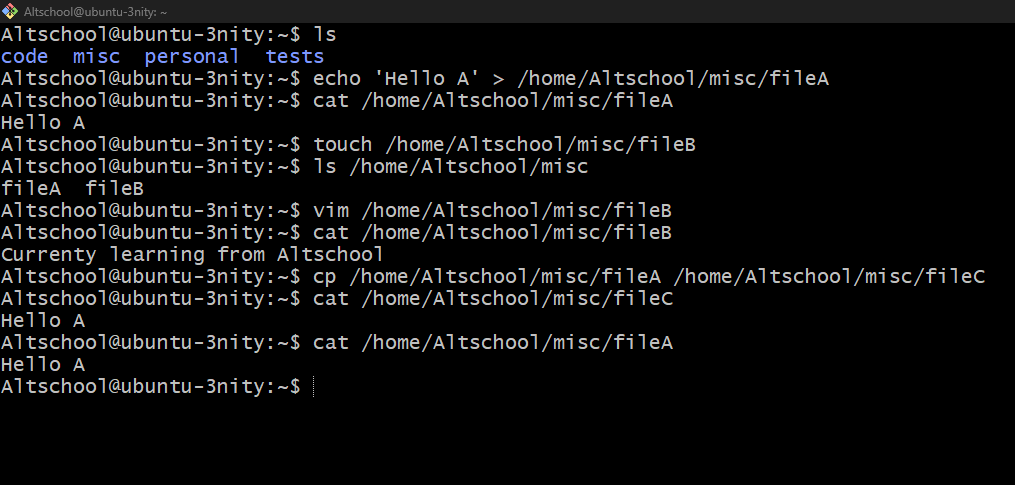 Altschool@ubuntu-3nity: ~
Altschool@ubuntu-3nity:~$ ls
code  misc  personal  tests
Altschool@ubuntu-3nity:~$ echo 'Hello A' > /home/Altschool/misc/fileA
Altschool@ubuntu-3nity:~$ cat /home/Altschool/misc/fileA
Hello A
Altschool@ubuntu-3nity:~$ touch /home/Altschool/misc/fileB
Altschool@ubuntu-3nity:~$ ls /home/Altschool/misc
fileA  fileB
Altschool@ubuntu-3nity:~$ vim /home/Altschool/misc/fileB
Altschool@ubuntu-3nity:~$ cat /home/Altschool/misc/fileB
Currenty learning from Altschool
Altschool@ubuntu-3nity:~$ cp /home/Altschool/misc/fileA /home/Altschool/misc/fileC
Altschool@ubuntu-3nity:~$ cat /home/Altschool/misc/fileC
Hello A
Altschool@ubuntu-3nity:~$ cat /home/Altschool/misc/fileA
Hello A
Altschool@ubuntu-3nity:~$